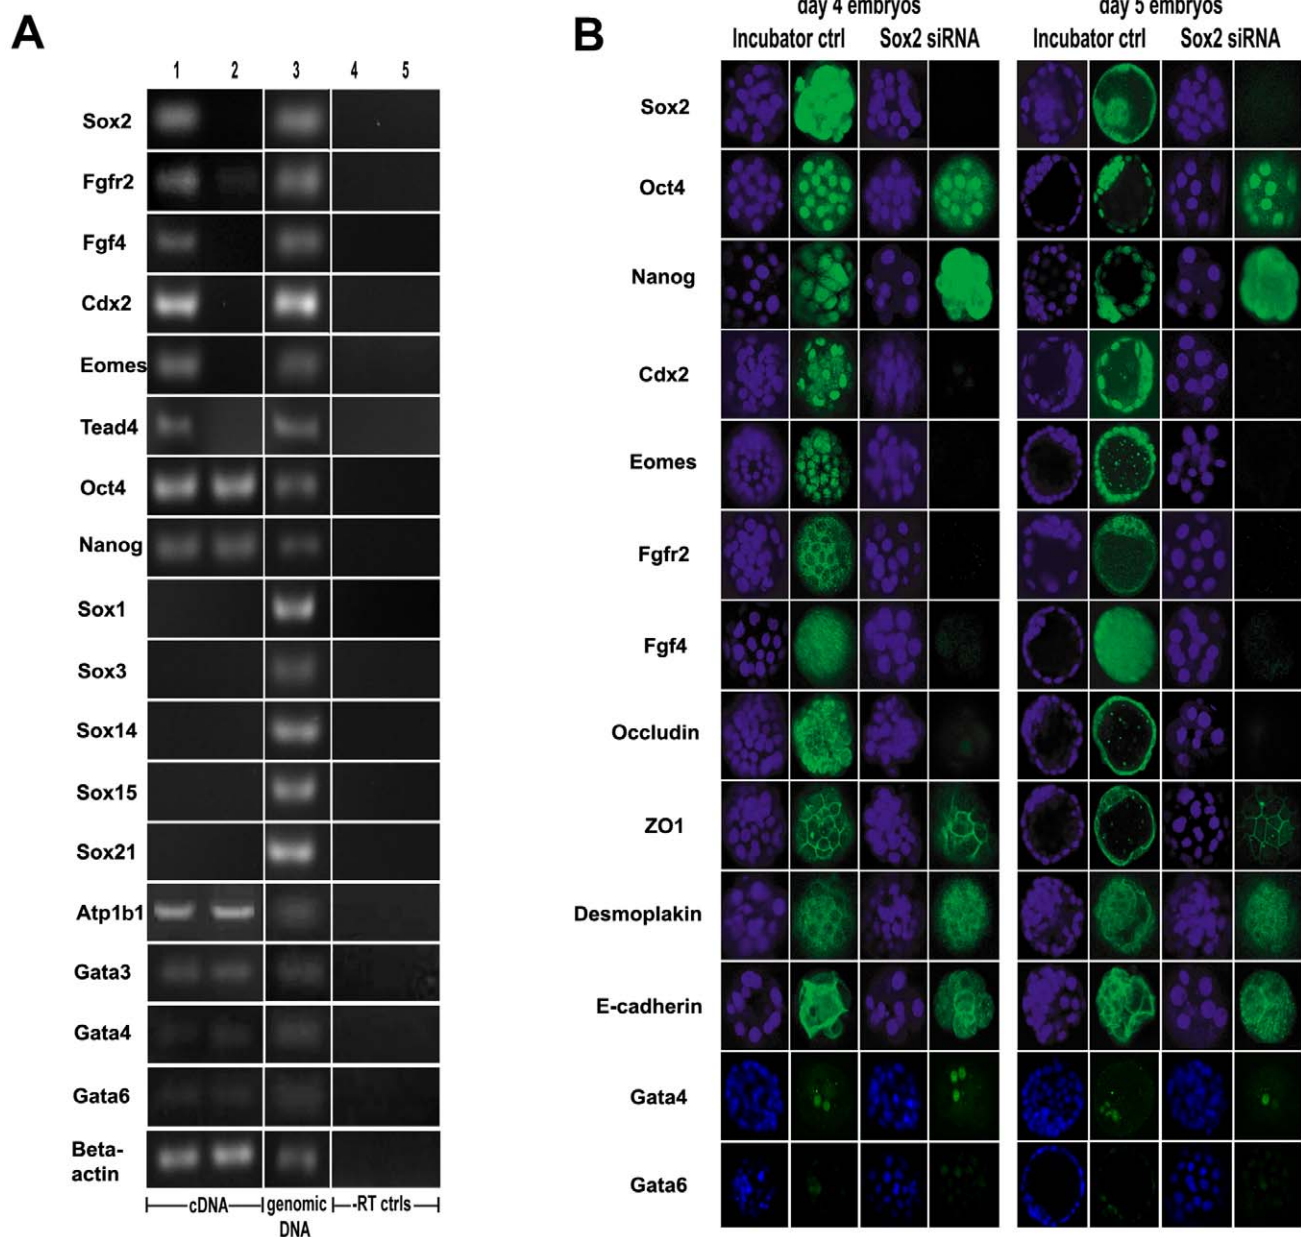 A
1 2 3 4 5
Sox2
Fgfr2
Fgf4
Cdx2
Eomes
Tead4
Oct4
Nanog
Sox1
Sox3
Sox14
Sox15
Sox21
Atp1b1
Gata3
Gata4
Gata6
Beta-
actin
cDNA genomic -RT ctrls
DNA
B
day 4 embryos day 5 embryos
Incubator ctrl Sox2 siRNA Incubator ctrl Sox2 siRNA
Sox2
Oct4
Nanog
Cdx2
Eomes
Fgfr2
Fgf4
Occludin
ZO1
Desmoplakin
E-cadherin
Gata4
Gata6